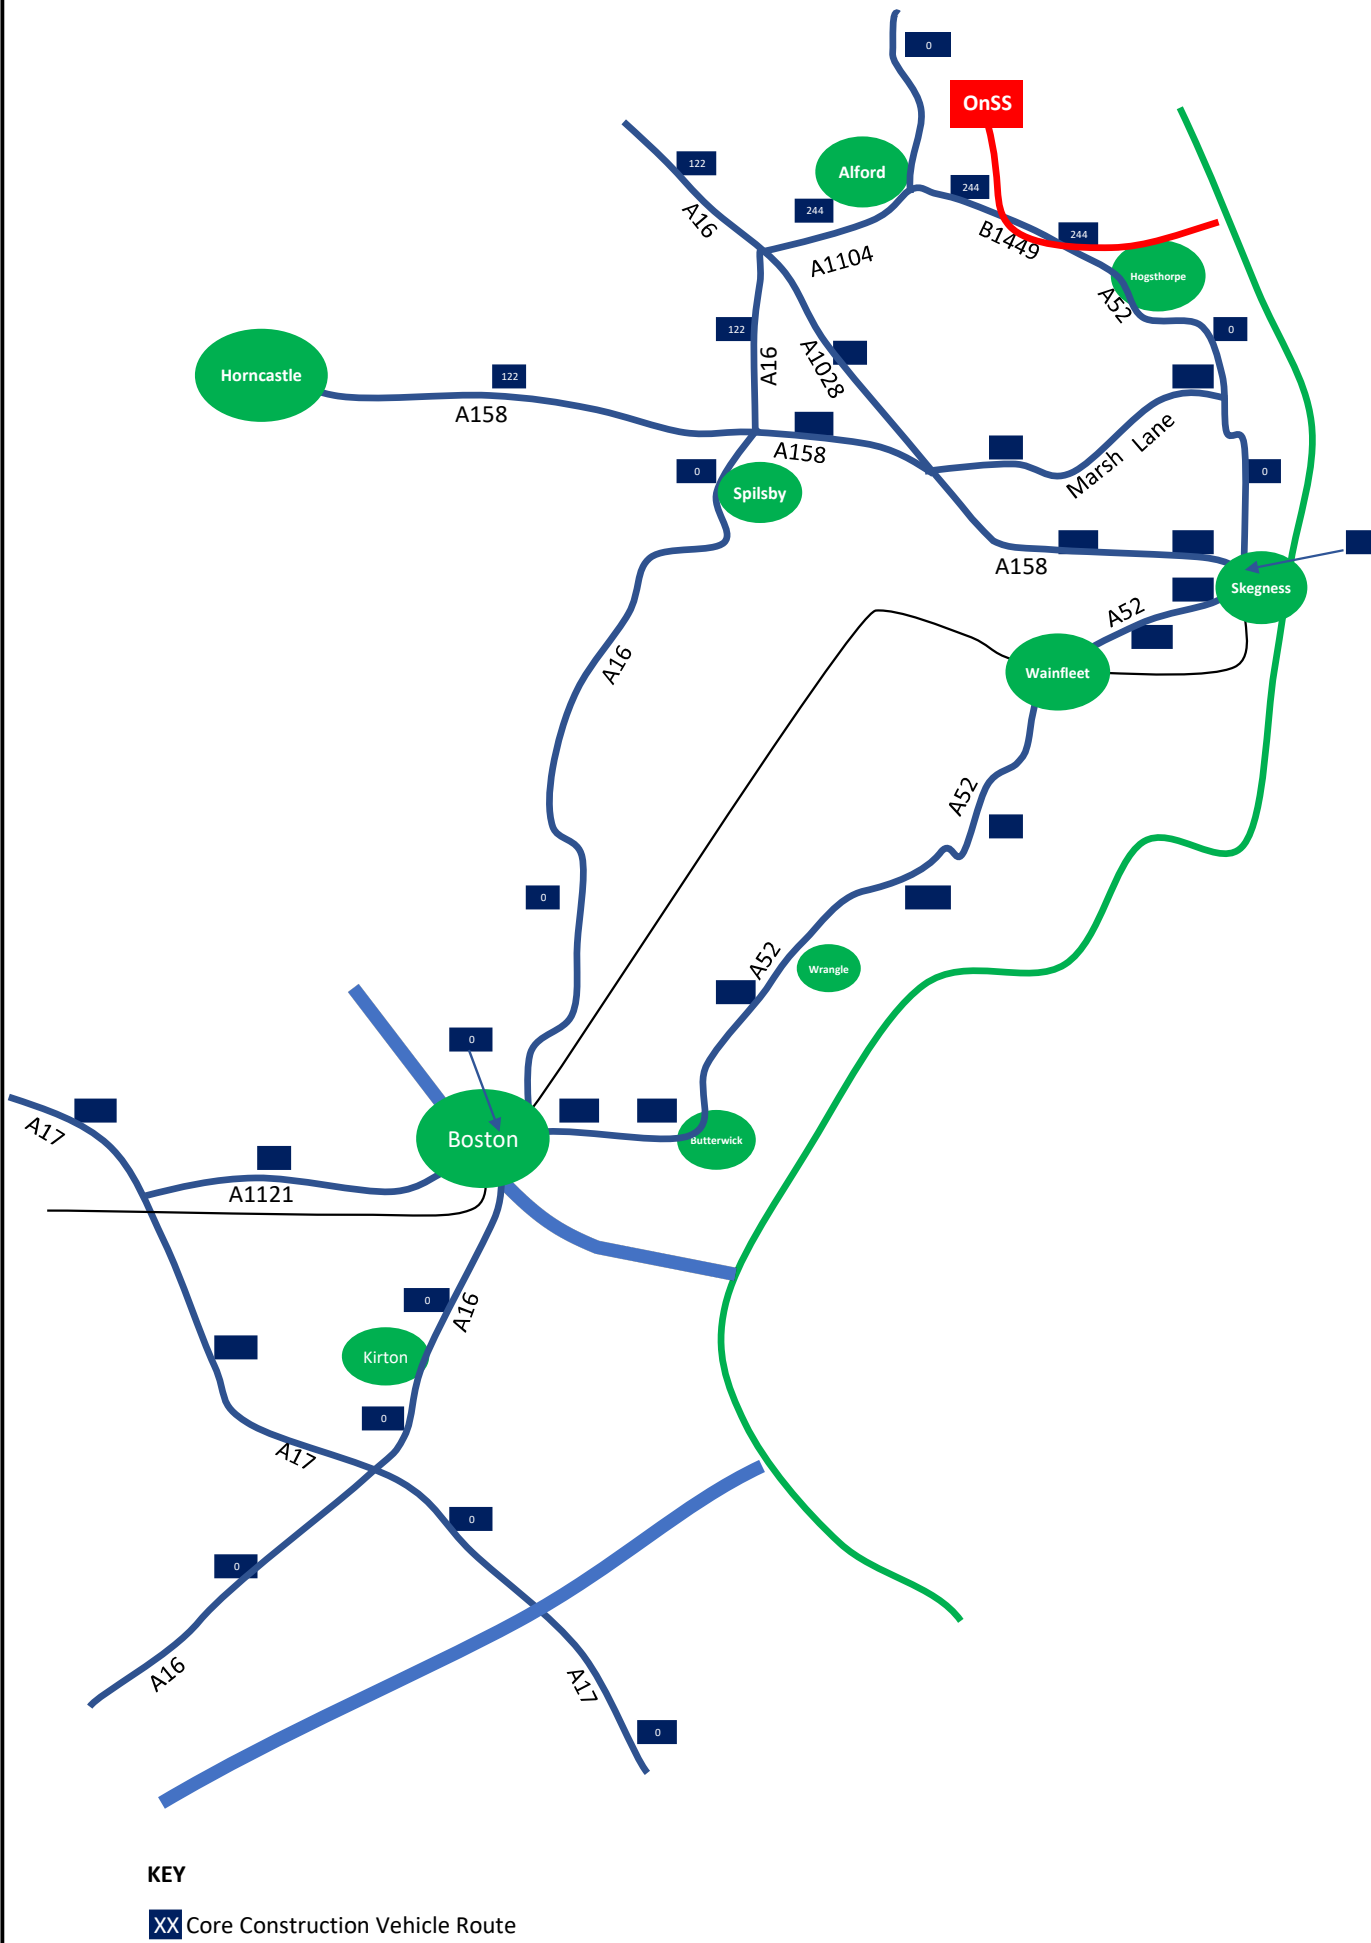 0
OnSS
122
Alford
244
A16
244
B1449
244
A1104
Hogsthorpe
A52
122
0
A16
A1028
Horncastle
122
A158
Marsh Lane
A158
0
0
Spilsby
A158
Skegness
A52
A16
Wainfleet
A52
0
A52
Wrangle
0
A17
Boston
Butterwick
A1121
0
A16
Kirton
0
A17
0
0
A16
A17
0
KEY
XX Core Construction Vehicle Route